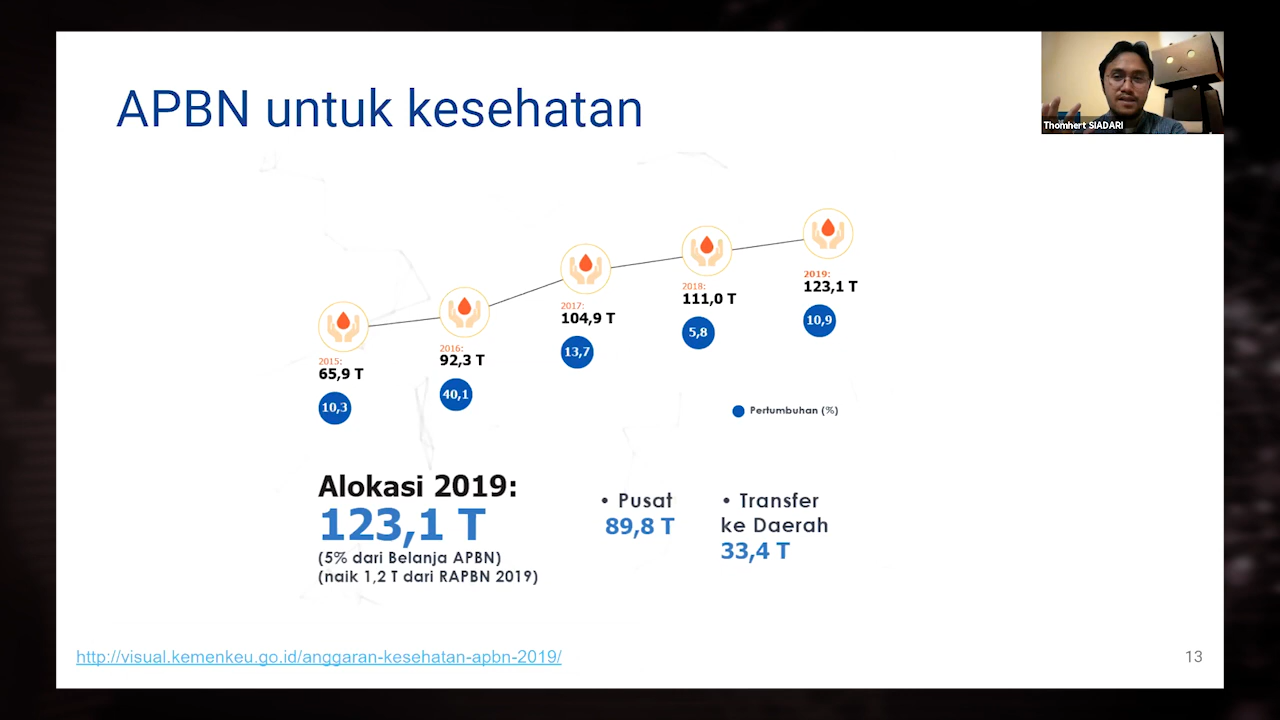 APBN untuk kesehatan
Thomhert SIADARI
2015:
65,9 T
10,3
2016:
92,3 T
40,1
2017:
104,9 T
13,7
2018:
111,0 T
5,8
2019:
123,1 T
10,9
Pertumbuhan (%)
Alokasi 2019:
123,1 T
(5% dari Belanja APBN)
(naik 1,2 T dari RAPBN 2019)
• Pusat
89,8 T
• Transfer
ke Daerah
33,4 T
http://visual.kemenkeu.go.id/anggaran-kesehatan-apbn-2019/
13